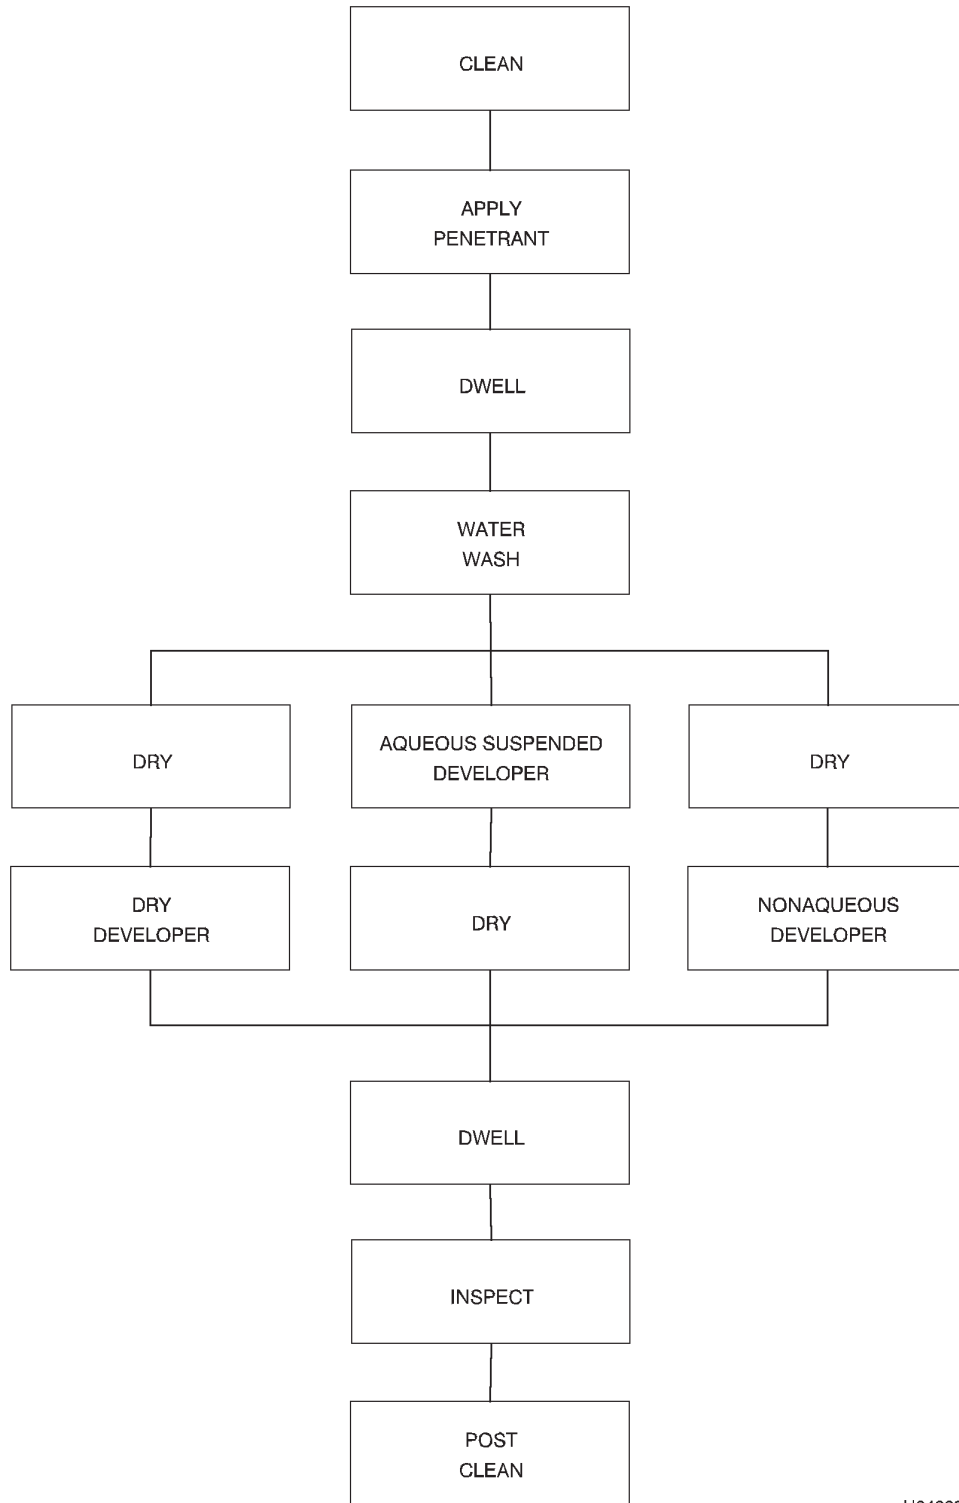 CLEAN
APPLY
PENETRANT
DWELL
WATER
WASH
DRY
AQUEOUS SUSPENDED
DEVELOPER
DRY
DRY
DEVELOPER
DRY
NONAQUEOUS
DEVELOPER
DWELL
INSPECT
POST
CLEAN